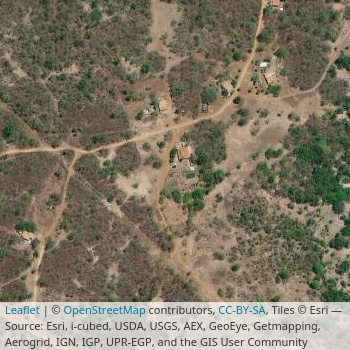 Leaflet | © OpenStreetMap contributors, CC-BY-SA, Tiles © Esri —
Source: Esri, i-cubed, USDA, USGS, AEX, GeoEye, Getmapping,
Aerogrid, IGN, IGP, UPR-EGP, and the GIS User Community